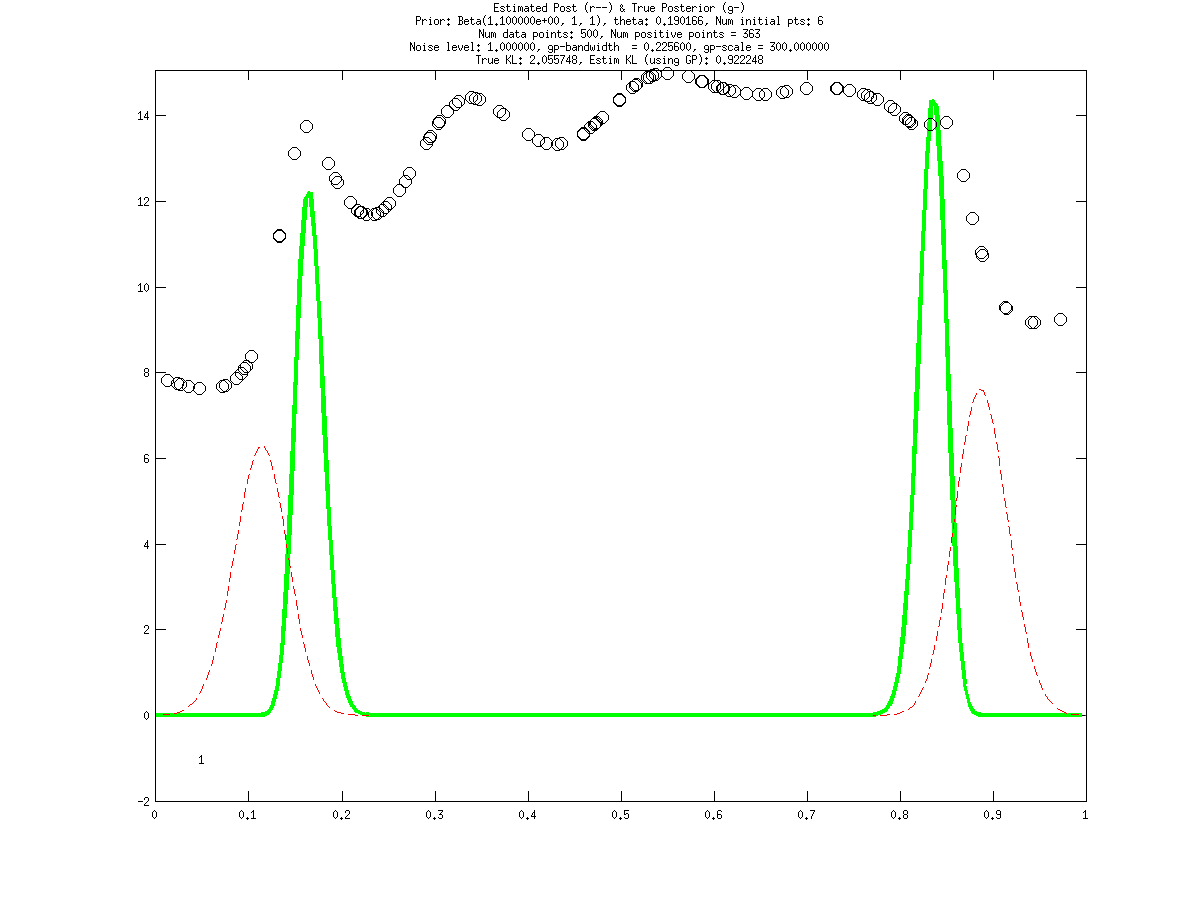 Estimated Post (r--) & True Posterior (g-)
Prior: Beta(1.100000e+00, 1, 1), theta: 0.190166, Num initial pts: 6
Num data points: 500, Num positive points = 363
Noise level: 1.000000, gp-bandwidth  = 0.225600, gp-scale = 300.000000
True KL: 2.055748, Estim KL (using GP): 0.922248
14
12
10
8
6
4
2
0
1
-2
0 0.1 0.2 0.3 0.4 0.5 0.6 0.7 0.8 0.9 1